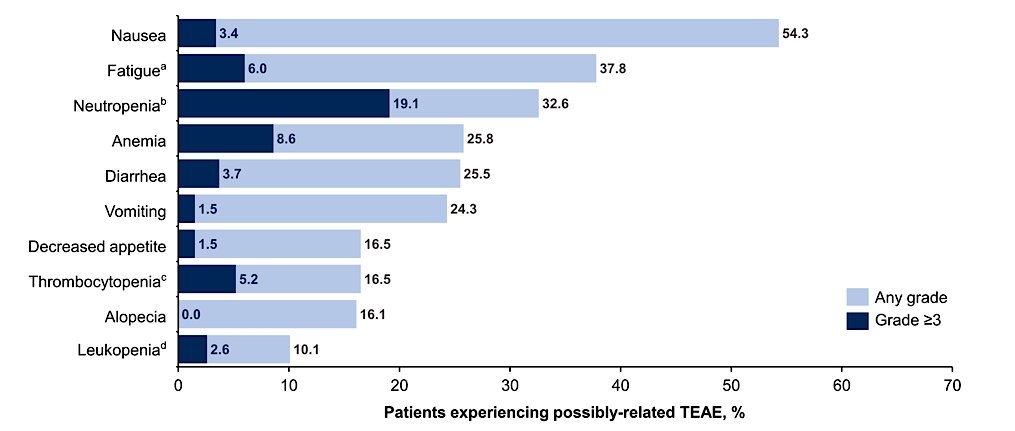 Nausea 3.4 54.3
Fatigueᵃ 6.0 37.8
Neutropeniaᵇ 19.1 32.6
Anemia 8.6 25.8
Diarrhea 3.7 25.5
Vomiting 1.5 24.3
Decreased appetite 1.5 16.5
Thrombocytopeniaᶜ 5.2 16.5
Alopecia 0.0 16.1
Leukopeniaᵈ 2.6 10.1
Any grade
Grade ≥3
0 10 20 30 40 50 60 70
Patients experiencing possibly-related TEAE, %